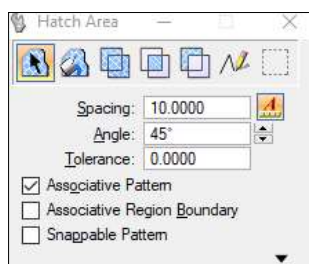 Hatch Area
Spacing: 10.0000
Angle: 45°
Tolerance: 0.0000
Associative Pattern
Associative Region Boundary
Snappable Pattern